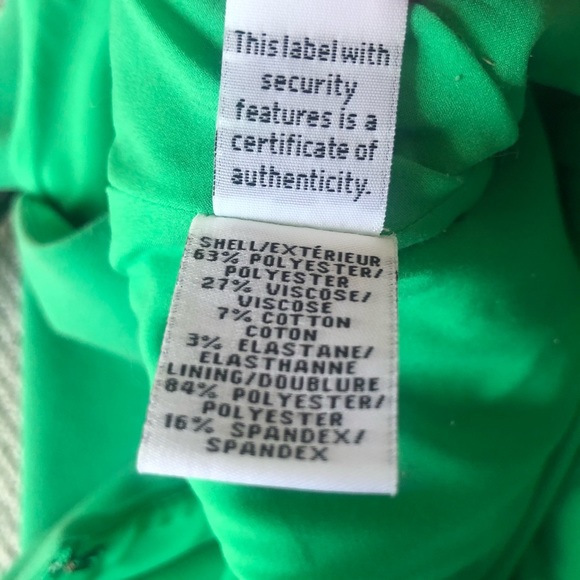 This label with
security
features is a
certificate of
authenticity.
SHELL/EXTÉRIEUR
63% POLYESTER/
POLYESTER
27% VISCOSE/
VISCOSE
7% COTTON
COTON
3% ELASTANE/
ELASTHANNE
LINING/DOUBLURE
84% POLYESTER/
POLYESTER
16% SPANDEX/
SPANDEX